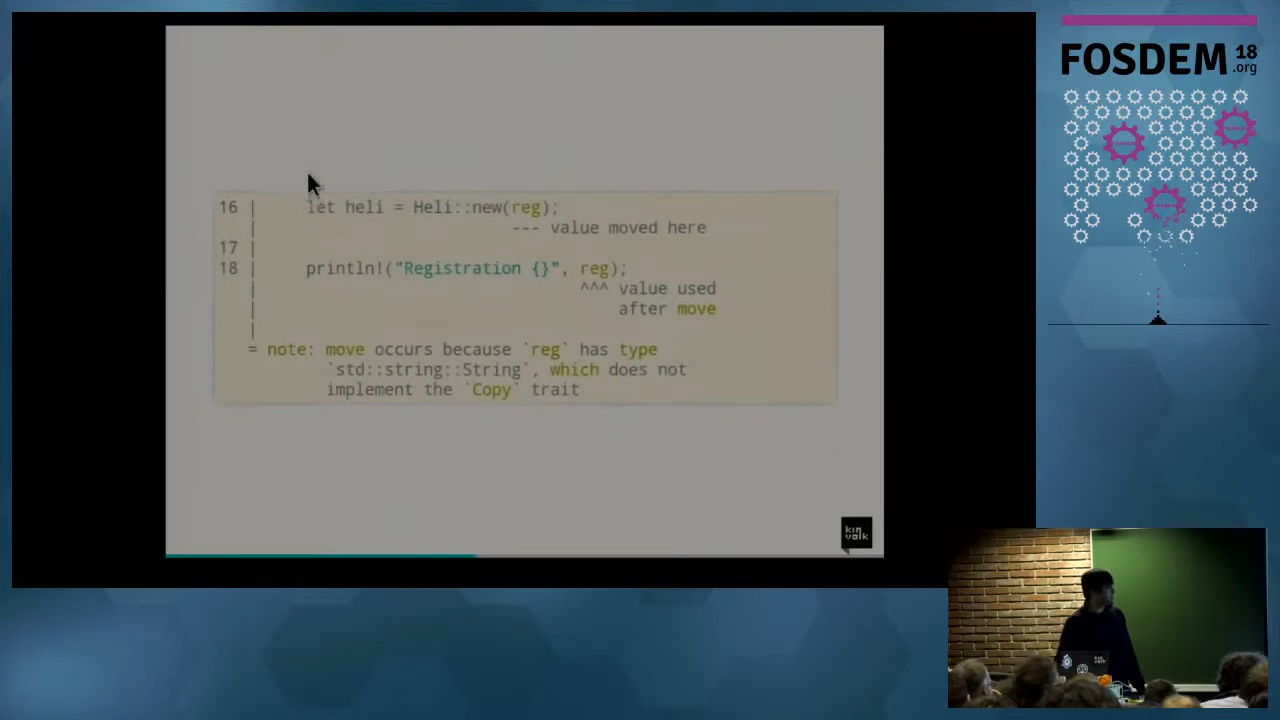 FOSDEM 18
.org
16 |     let heli = Heli::new(reg);
   |                          --- value moved here
17 |
18 |     println!("Registration {}", reg);
   |                                 ^^^ value used
   |                                     after move
   |
   = note: move occurs because `reg` has type
           `std::string::String`, which does not
           implement the `Copy` trait
kin
volk